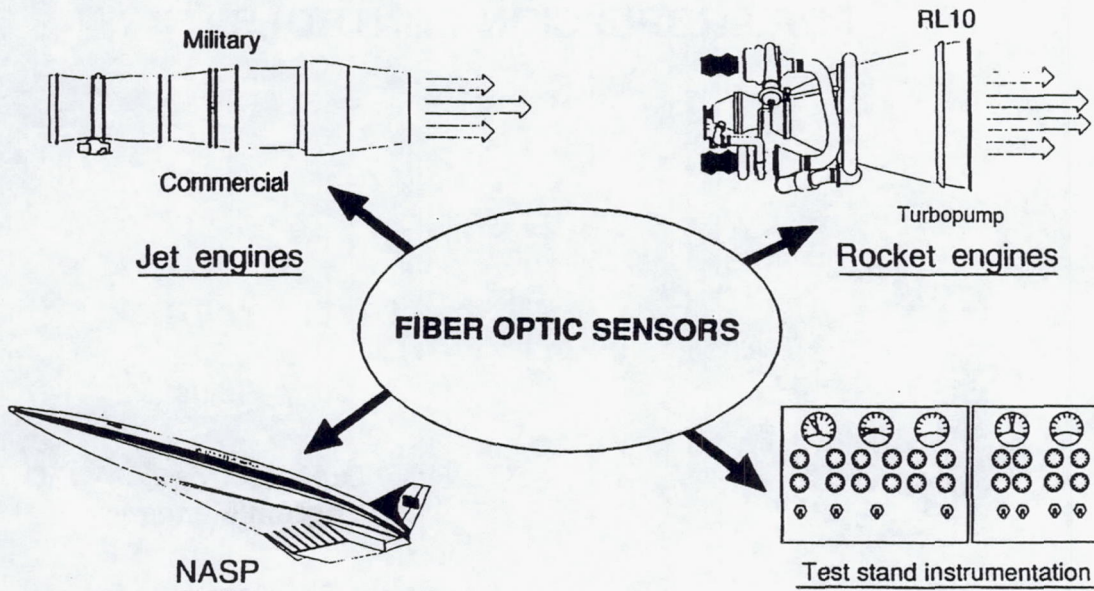 Military
RL10
Commercial
Turbopump
Jet engines
Rocket engines
FIBER OPTIC SENSORS
NASP
Test stand instrumentation